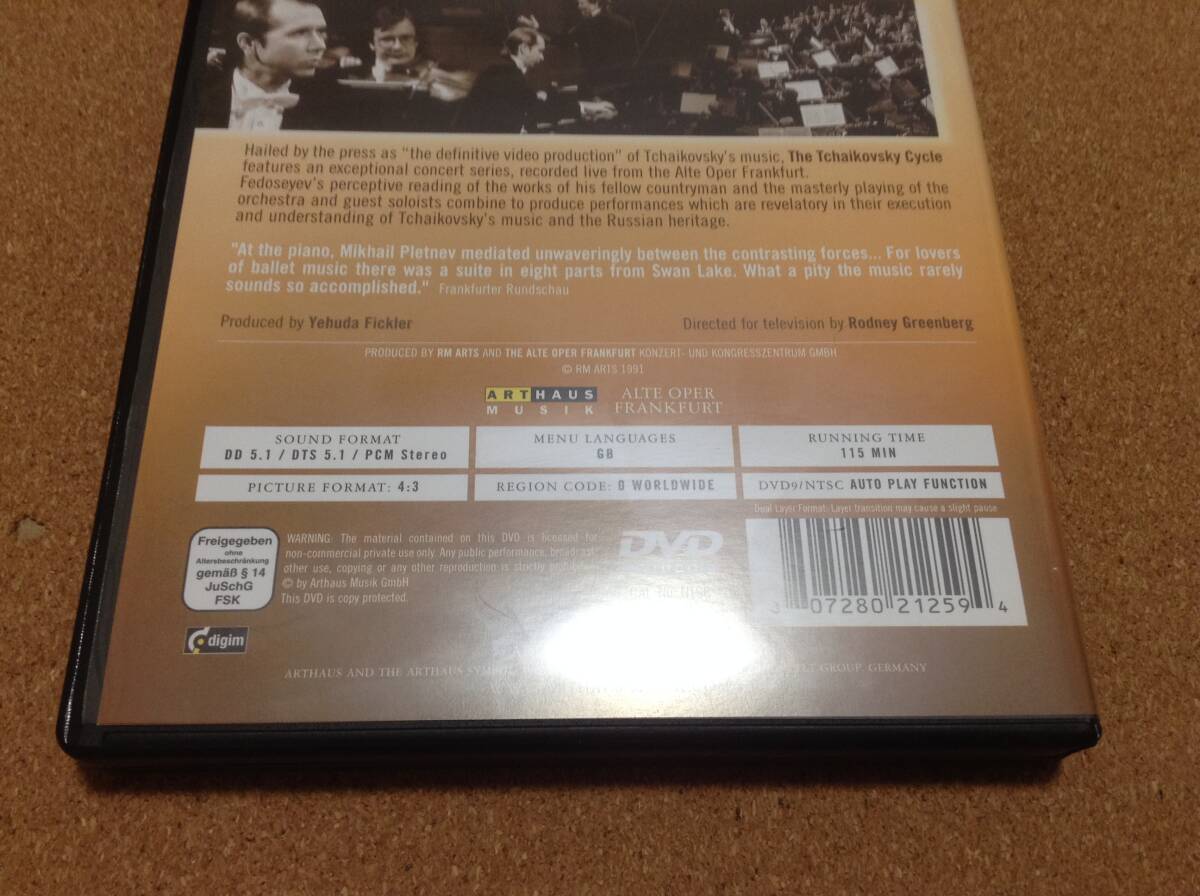 Hailed by the press as "the definitive video production" of Tchaikovsky's music, The Tchaikovsky Cycle
features an exceptional concert series, recorded live from the Alte Oper Frankfurt.
Fedoseyev's perceptive reading of the works of his fellow countryman and the masterly playing of the
orchestra and guest soloists combine to produce performances which are revelatory in their execution
and understanding of Tchaikovsky's music and the Russian heritage.
"At the piano, Mikhail Pletnev mediated unwaveringly between the contrasting forces... For lovers
of ballet music there was a suite in eight parts from Swan Lake. What a pity the music rarely
sounds so accomplished." Frankfurter Rundschau
Produced by Yehuda Fickler
Directed for television by Rodney Greenberg
PRODUCED BY RM ARTS AND THE ALTE OPER FRANKFURT KONZERT- UND KONGRESSZENTRUM GMBH
© RM ARTS 1991
ARTHAUS
MUSIK
ALTE OPER
FRANKFURT
SOUND FORMAT
DD 5.1 / DTS 5.1 / PCM Stereo
MENU LANGUAGES
GB
RUNNING TIME
115 MIN
PICTURE FORMAT: 4:3
REGION CODE: 0 WORLDWIDE
DVD9/NTSC AUTO PLAY FUNCTION
Dual Layer Format. Layer transition may cause a slight pause
Freigegeben
ohne
Altersbeschränkung
gemäß § 14
JuSchG
FSK
WARNING: The material contained on this DVD is licensed for
non-commercial private use only. Any public performance, broadcast
other use, copying or any other reproduction is strictly prohibited.
© by Arthaus Musik GmbH
This DVD is copy protected.
DVD
3 07280 21259 4
digim
ARTHAUS AND THE ARTHAUS SYMBOL
GROUP, GERMANY